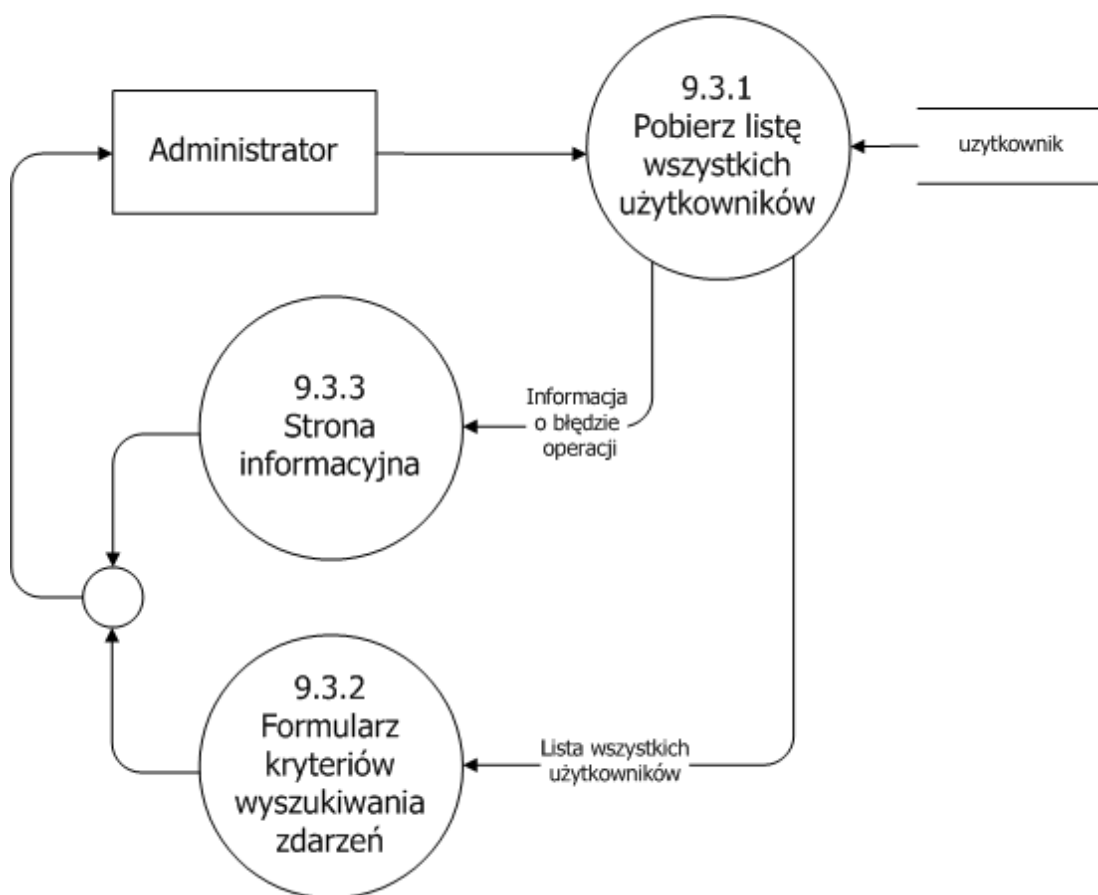 9.3.1
Pobierz listę
wszystkich
użytkowników
Administrator
uzytkownik
9.3.3
Strona
informacyjna
Informacja
o błędzie
operacji
9.3.2
Formularz
kryteriów
wyszukiwania
zdarzeń
Lista wszystkich
użytkowników